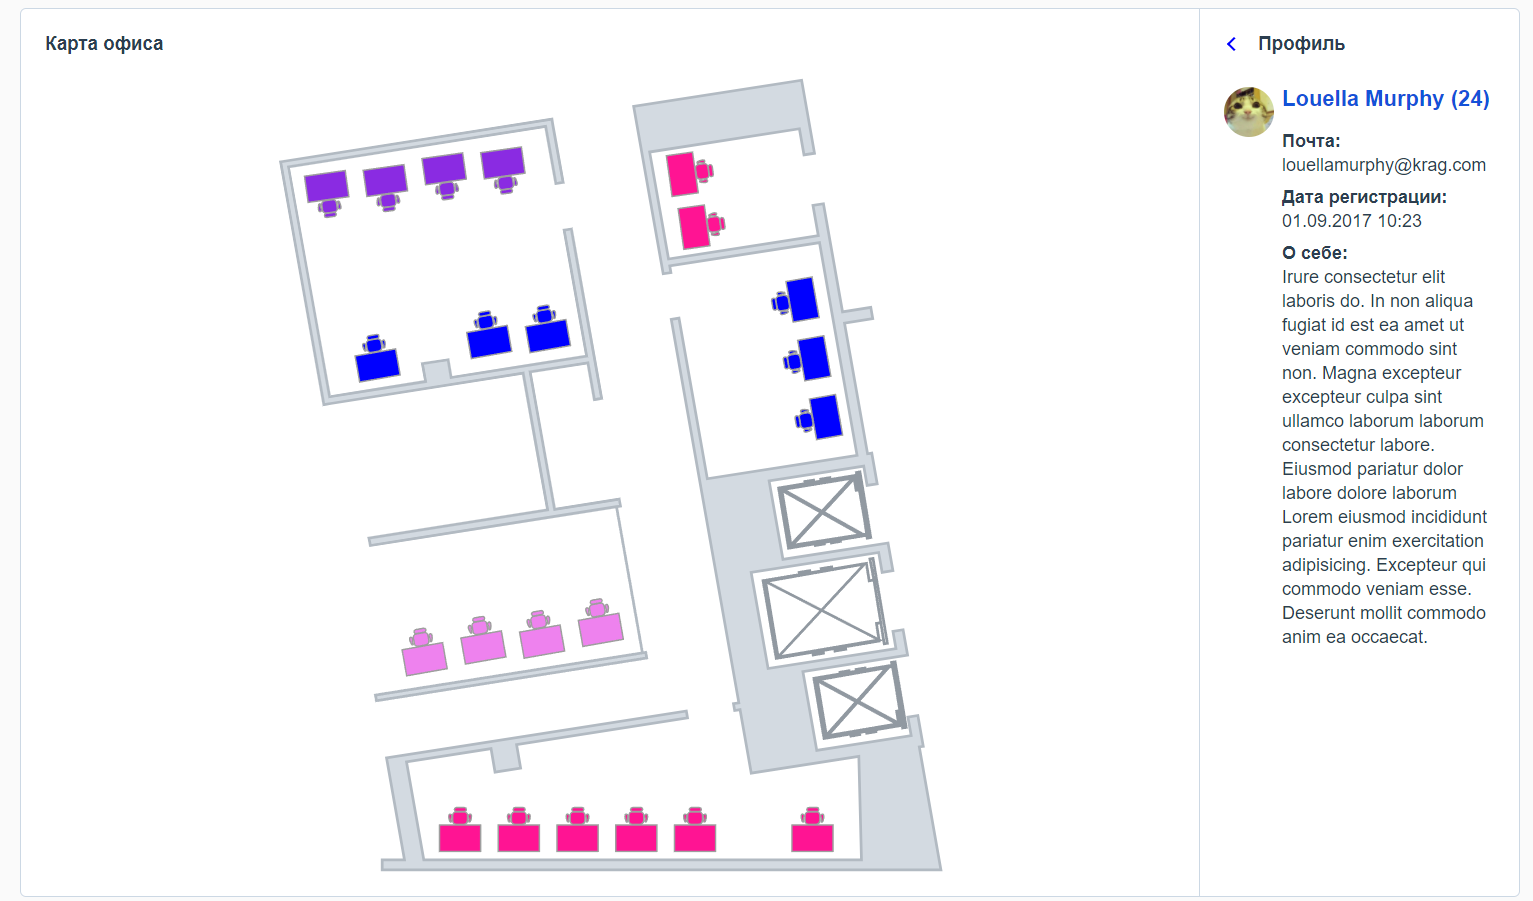 Карта офиса
Профиль
Louella Murphy (24)
Почта:
louellamurphy@krag.com
Дата регистрации:
01.09.2017 10:23
О себе:
Irure consectetur elit
laboris do. In non aliqua
fugiat id est ea amet ut
veniam commodo sint
non. Magna excepteur
excepteur culpa sint
ullamco laborum laborum
consectetur labore.
Eiusmod pariatur dolor
labore dolore laborum
Lorem eiusmod incididunt
pariatur enim exercitation
adipisicing. Excepteur qui
commodo veniam esse.
Deserunt mollit commodo
anim ea occaecat.